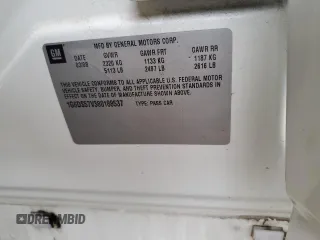 GM
MFD BY GENERAL MOTORS CORP.
DATE GVWR GAWR FRT GAWR RR
2320 KG 1133 KG 1187 KG
5113 LB 2497 LB 2616 LB
THIS VEHICLE CONFORMS TO ALL APPLICABLE U.S. FEDERAL MOTOR
VEHICLE SAFETY, BUMPER, AND THEFT PREVENTION STANDARDS IN
EFFECT ON THE DATE OF MANUFACTURE SHOWN ABOVE.
TYPE: PASS CAR
DREAMBID